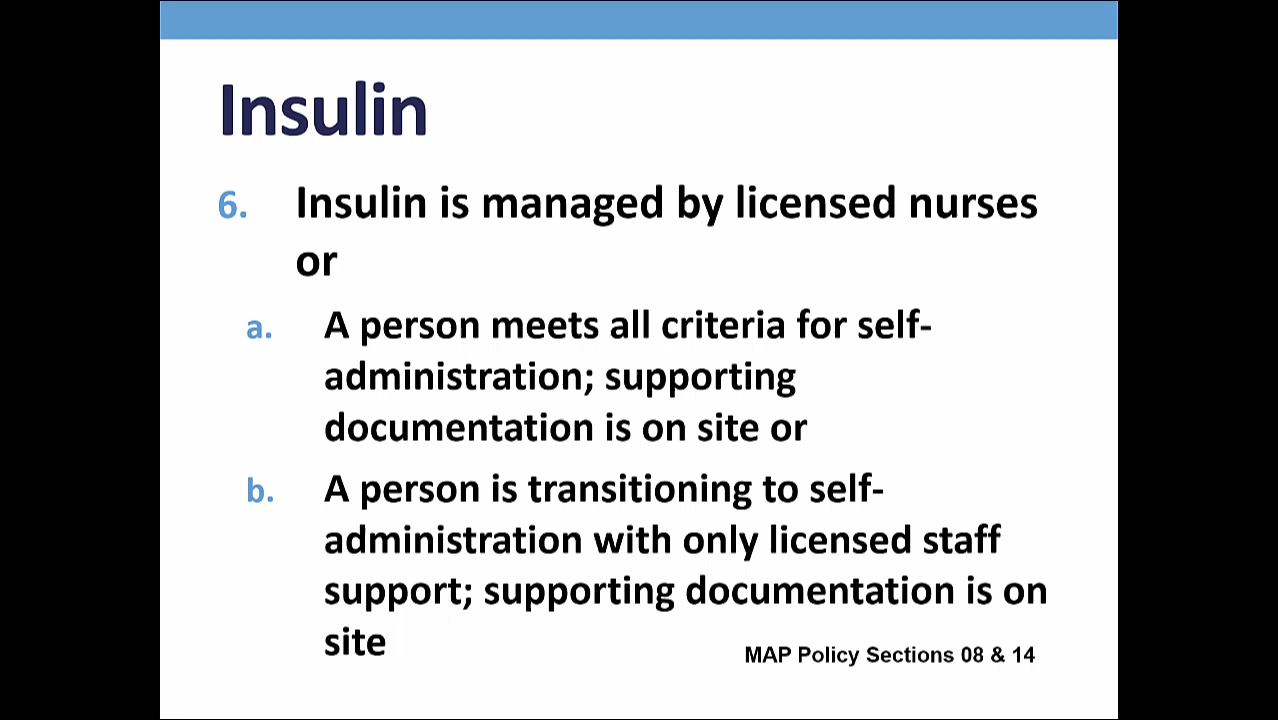 Insulin
6. Insulin is managed by licensed nurses
or
a. A person meets all criteria for self-
administration; supporting
documentation is on site or
b. A person is transitioning to self-
administration with only licensed staff
support; supporting documentation is on
site
MAP Policy Sections 08 & 14